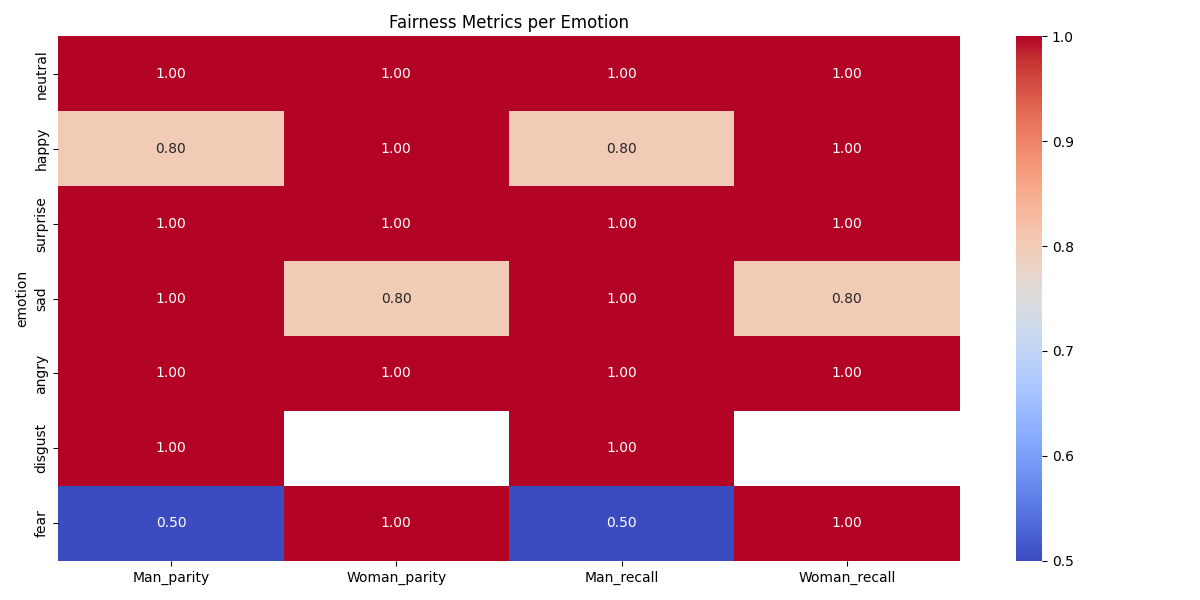 Fairness Metrics per Emotion
emotion
neutral 1.00 1.00 1.00 1.00
happy 0.80 1.00 0.80 1.00
surprise 1.00 1.00 1.00 1.00
sad 1.00 0.80 1.00 0.80
angry 1.00 1.00 1.00 1.00
disgust 1.00 1.00
fear 0.50 1.00 0.50 1.00
Man_parity Woman_parity Man_recall Woman_recall
1.0
0.9
0.8
0.7
0.6
0.5